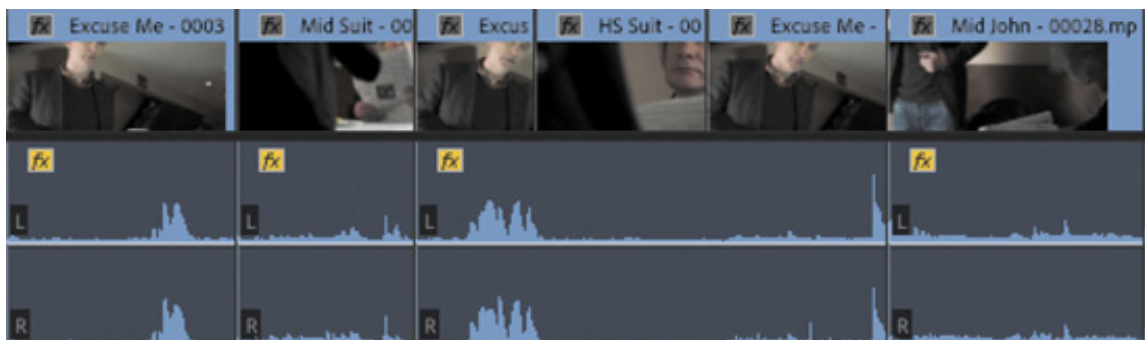 fx Excuse Me - 0003 fx Mid Suit - 00 fx Excus fx HS Suit - 00 fx Excuse Me - fx Mid John - 00028.mp
fx fx fx fx
L L L L
R R R R